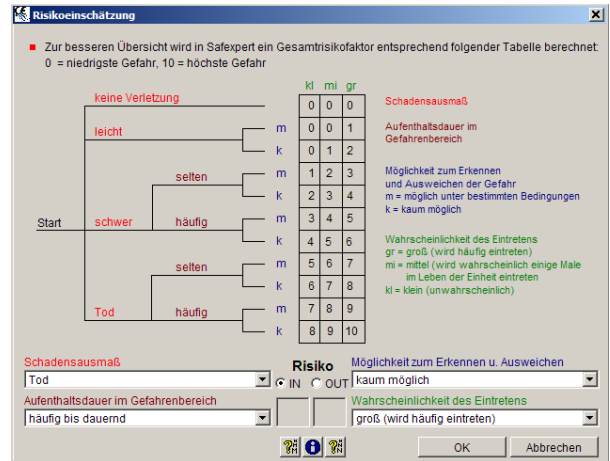 Risikoeinschätzung
Zur besseren Übersicht wird in Safexpert ein Gesamtrisikofaktor entsprechend folgender Tabelle berechnet:
0 = niedrigste Gefahr, 10 = höchste Gefahr
kl mi gr
keine Verletzung 0 0 0
leicht m 0 0 1
k 0 1 2
selten m 1 2 3
k 2 3 4
Start schwer häufig m 3 4 5
k 4 5 6
selten m 5 6 7
k 6 7 8
Tod häufig m 7 8 9
k 8 9 10
Schadensausmaß
Aufenthaltsdauer im
Gefahrenbereich
Möglichkeit zum Erkennen
und Ausweichen der Gefahr
m = möglich unter bestimmten Bedingungen
k = kaum möglich
Wahrscheinlichkeit des Eintretens
gr = groß (wird häufig eintreten)
mi = mittel (wird wahrscheinlich einige Male
im Leben der Einheit eintreten
kl = klein (unwahrscheinlich)
Schadensausmaß
Tod
Aufenthaltsdauer im Gefahrenbereich
häufig bis dauernd
Risiko
IN OUT
Möglichkeit zum Erkennen u. Ausweichen
kaum möglich
Wahrscheinlichkeit des Eintretens
groß (wird häufig eintreten)
OK Abbrechen